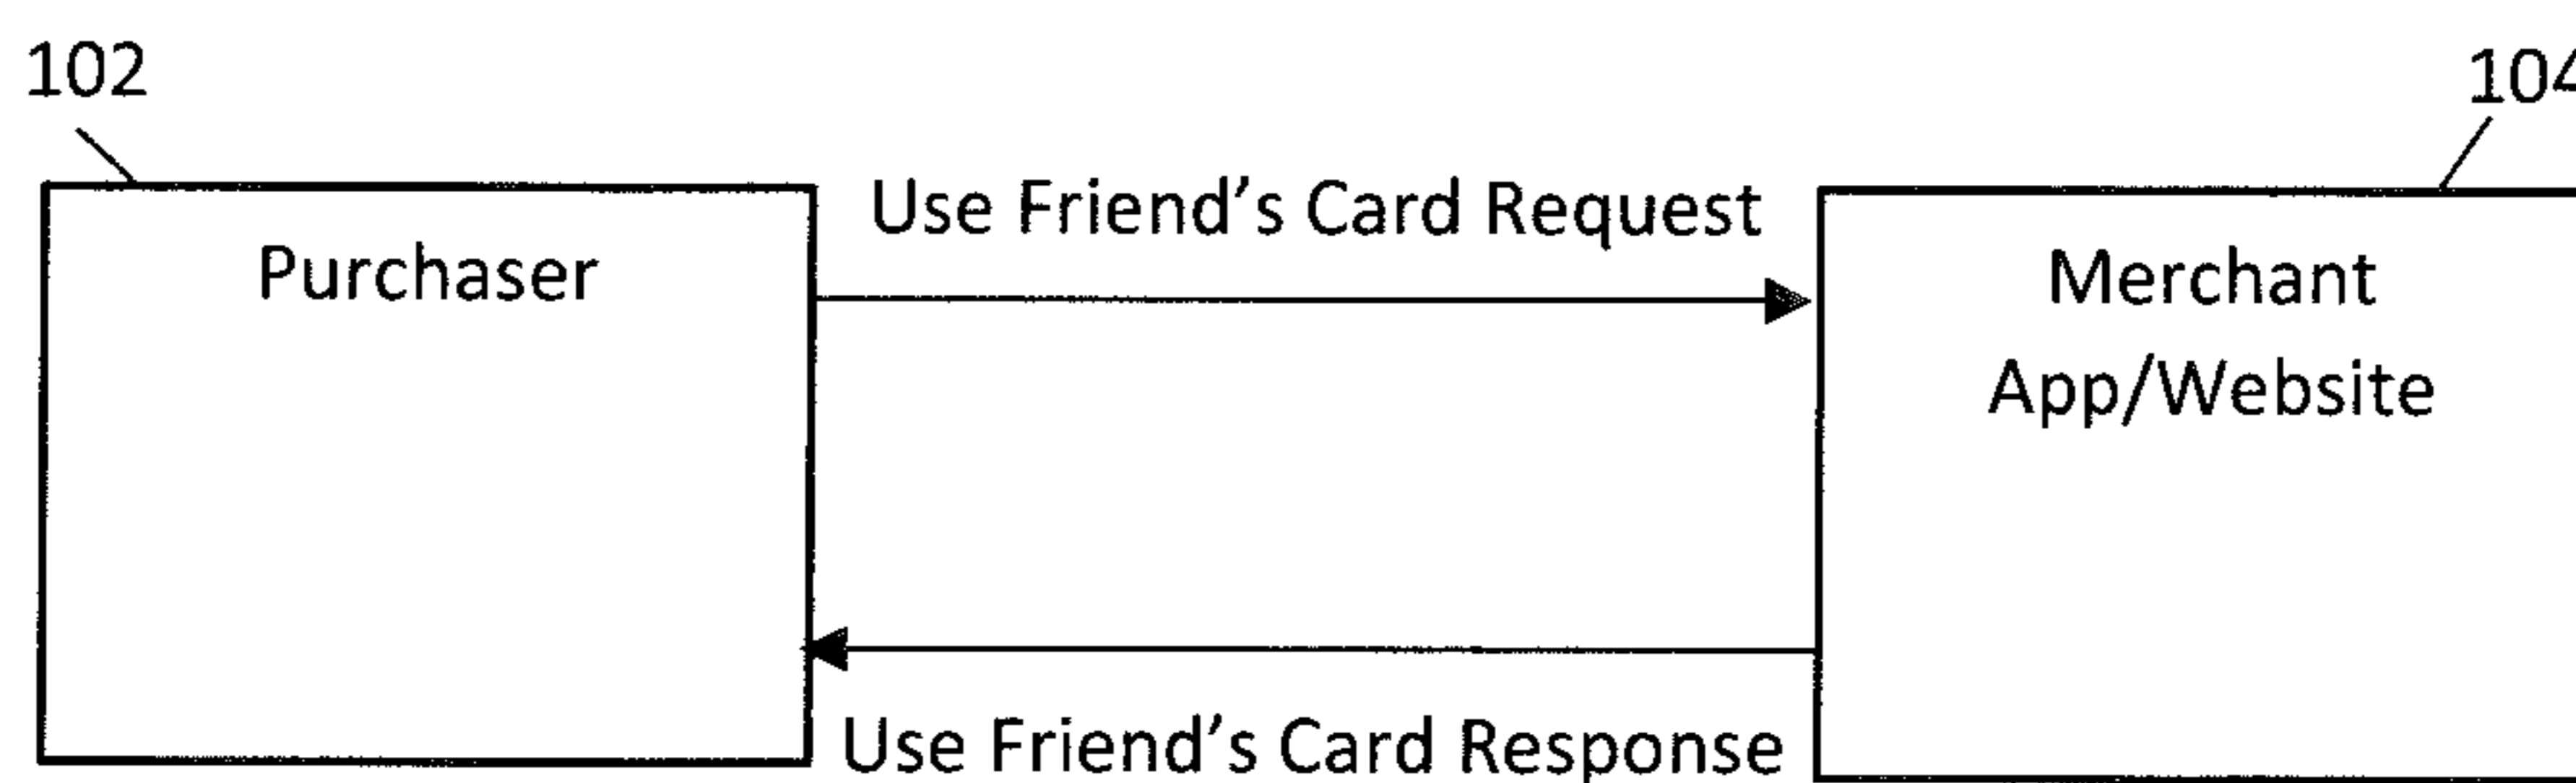 102
104
Use Friend's Card Request
Purchaser
Merchant
App/Website
Use Friend's Card Response